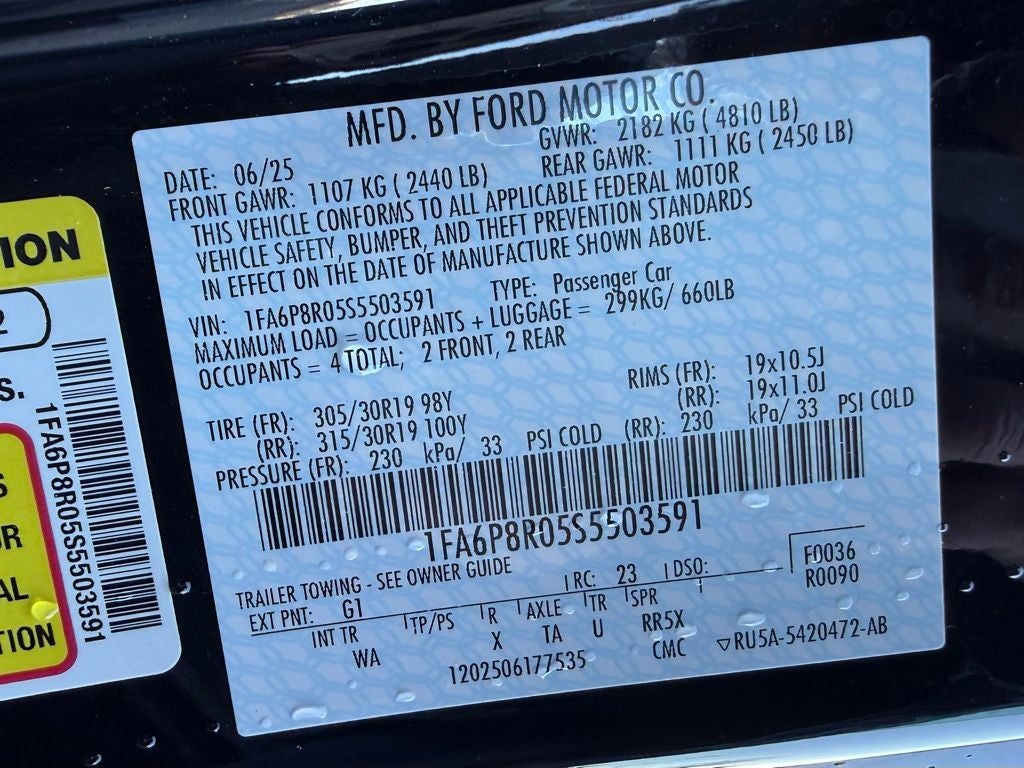 MFD. BY FORD MOTOR CO.
DATE: 06/25 GVWR: 2182 KG ( 4810 LB)
FRONT GAWR: 1107 KG ( 2440 LB) REAR GAWR: 1111 KG ( 2450 LB)
THIS VEHICLE CONFORMS TO ALL APPLICABLE FEDERAL MOTOR
VEHICLE SAFETY, BUMPER, AND THEFT PREVENTION STANDARDS
IN EFFECT ON THE DATE OF MANUFACTURE SHOWN ABOVE.
VIN: 1FA6P8R05S5503591 TYPE: Passenger Car
MAXIMUM LOAD = OCCUPANTS + LUGGAGE = 299KG/ 660LB
OCCUPANTS = 4 TOTAL; 2 FRONT, 2 REAR
TIRE (FR): 305/30R19 98Y RIMS (FR): 19x10.5J
(RR): 315/30R19 100Y (RR): 19x11.0J
PRESSURE (FR): 230 kPa/ 33 PSI COLD (RR): 230 kPa/ 33 PSI COLD
1FA6P8R05S5503591
TRAILER TOWING - SEE OWNER GUIDE
EXT PNT: G1 RC: 23 DSO:
F0036
R0090
INT TR TP/PS R AXLE TR SPR
WA X TA U RR5X
1202506177535 CMC RU5A-5420472-AB
ION
2
S.
1FA6P8R05S5503591
S
R
AL
TION